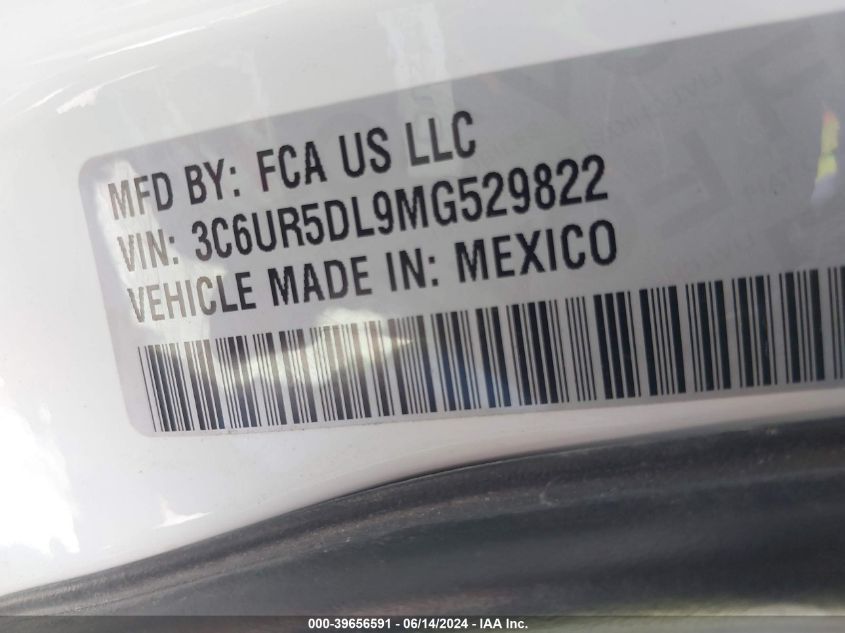 MFD BY: FCA US LLC
VIN: 3C6UR5DL9MG529822
VEHICLE MADE IN: MEXICO
000-39656591 - 06/14/2024 - IAA Inc.